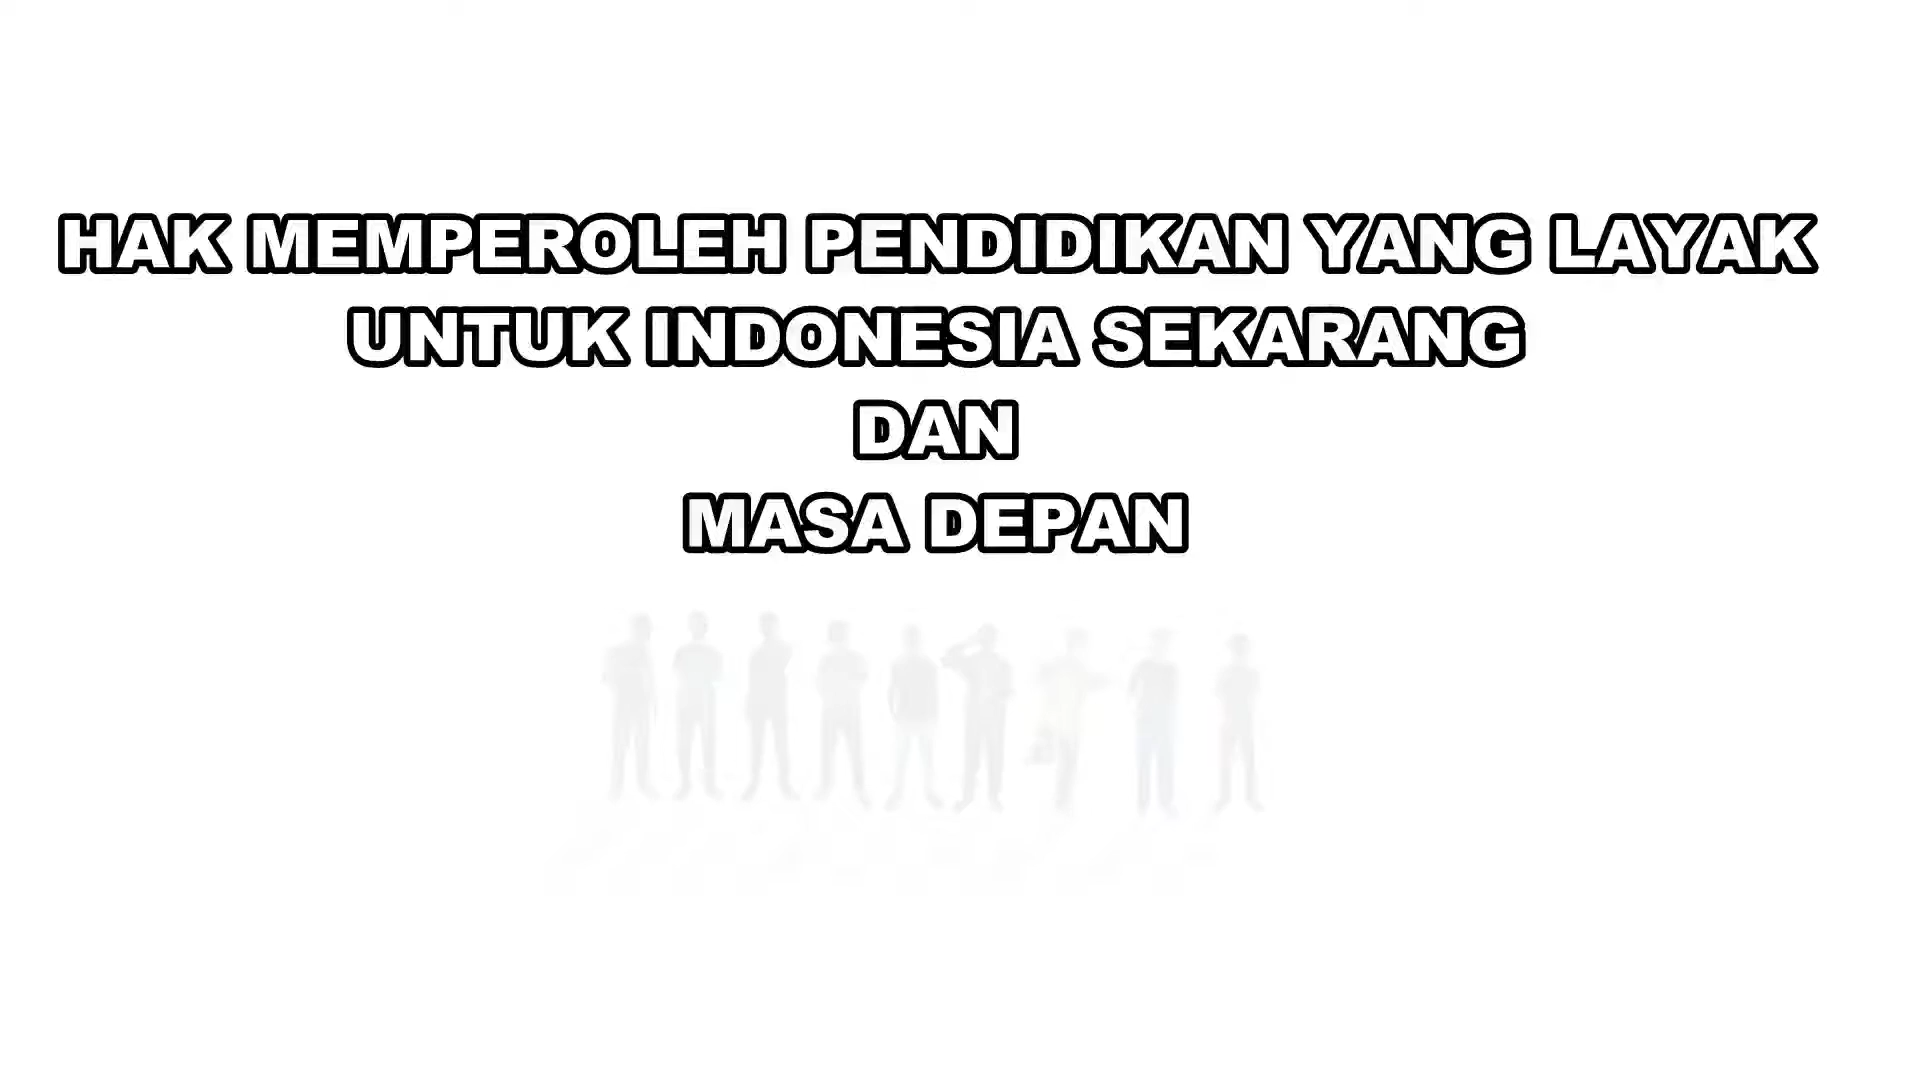 HAK MEMPEROLEH PENDIDIKAN YANG LAYAK
UNTUK INDONESIA SEKARANG
DAN
MASA DEPAN